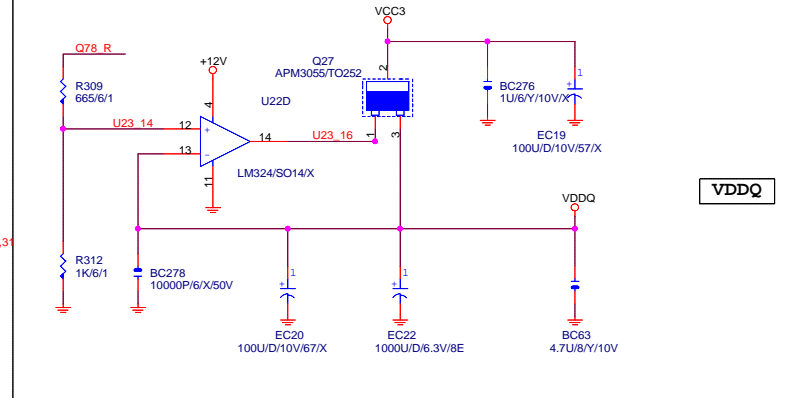 VCC3
Q78_R
+12V
Q27
APM3055/TO252
2
R309
665/6/1
4
U22D
BC276
1U/6/Y/10V/X
1
+
U23_14
12
+
14
U23_16
1
3
EC19
100U/D/10V/57/X
13
-
11
LM324/SO14/X
VDDQ
VDDQ
,31
R312
1K/6/1
BC278
10000P/6/X/50V
1
+
1
+
EC20
100U/D/10V/67/X
EC22
1000U/D/6.3V/8E
BC63
4.7U/8/Y/10V